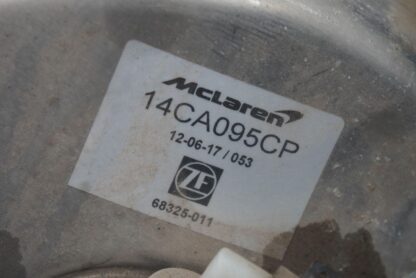 McLaren
14CA095CP
12-06-17 / 053
ZF
68325-011